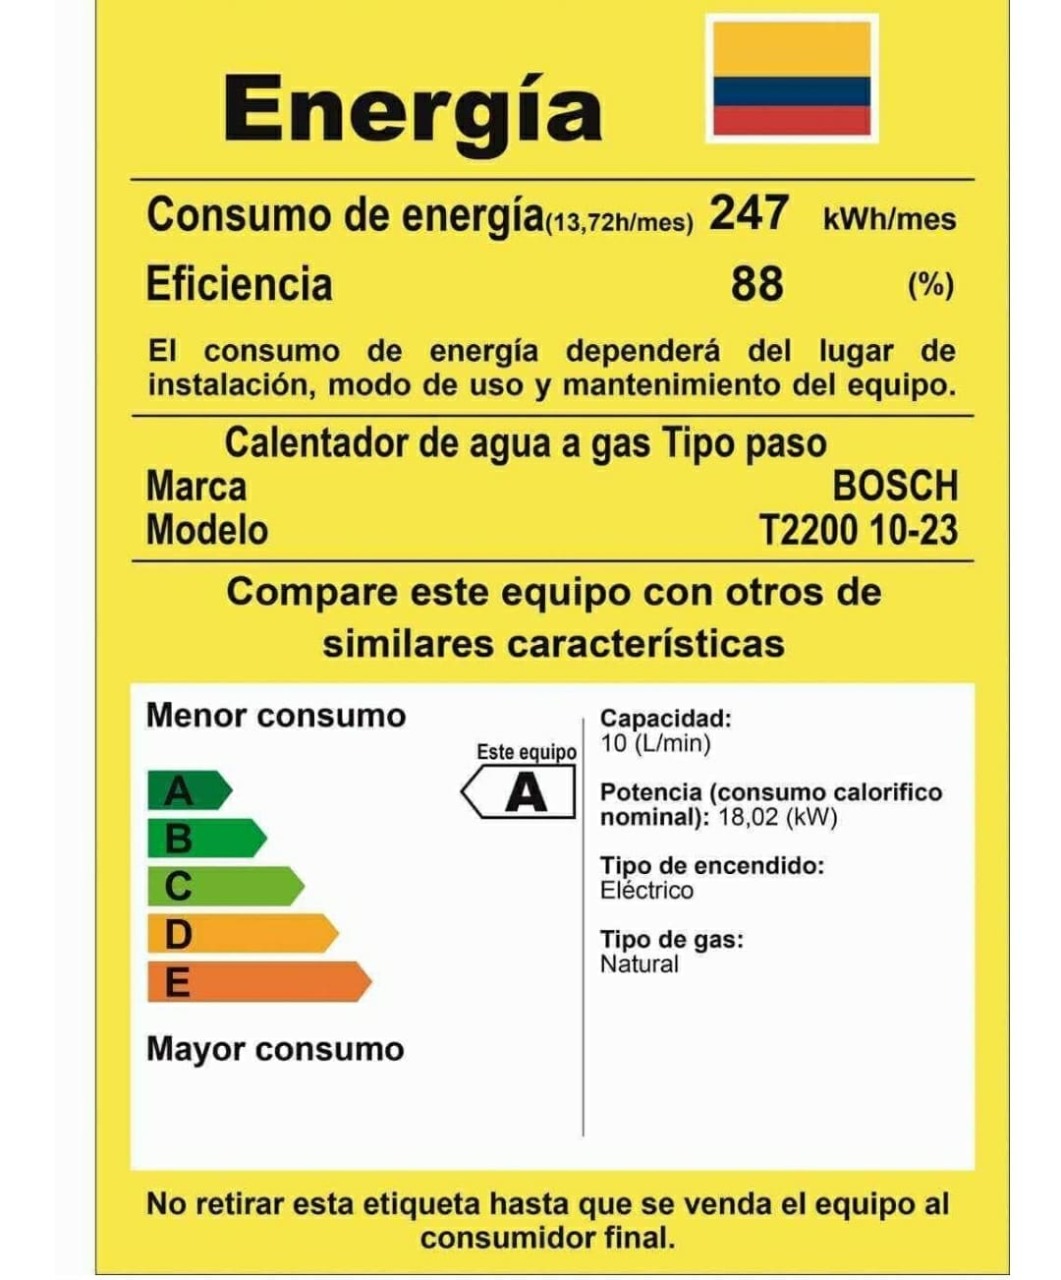 Energía
Consumo de energía(13,72h/mes) 247 kWh/mes
Eficiencia 88 (%)
El consumo de energía dependerá del lugar de
instalación, modo de uso y mantenimiento del equipo.
Calentador de agua a gas Tipo paso
Marca BOSCH
Modelo T2200 10-23
Compare este equipo con otros de
similares características
Menor consumo
Este equipo
A
A
B
C
D
E
Mayor consumo
Capacidad:
10 (L/min)
Potencia (consumo calorifico
nominal): 18,02 (kW)
Tipo de encendido:
Eléctrico
Tipo de gas:
Natural
No retirar esta etiqueta hasta que se venda el equipo al
consumidor final.